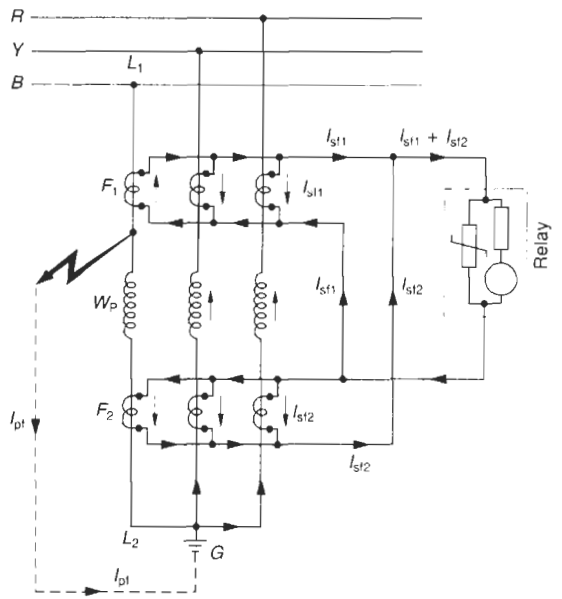 R
Y
L1
B
Isf1
Isf1 + Isf2
F1
Isf1
Relay
WP
Isf1
Isf2
F2
Isf2
Ipf
Isf2
L2
G
Ipf